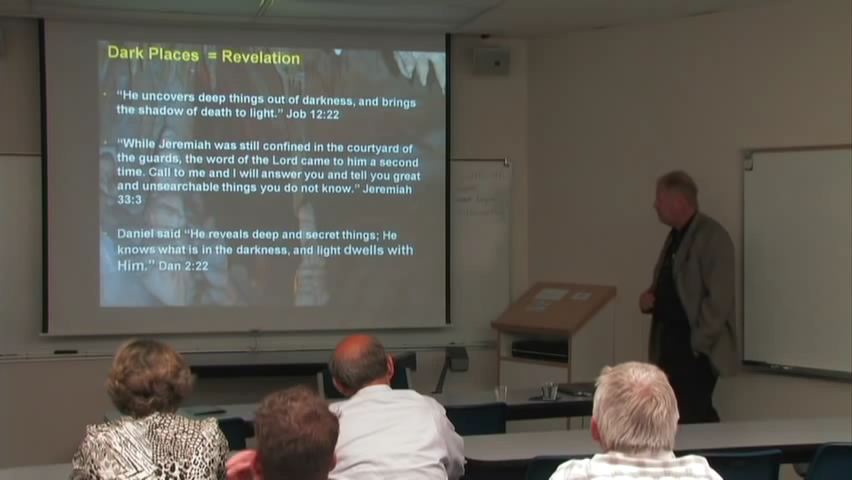 Dark Places = Revelation
"He uncovers deep things out of darkness, and brings
the shadow of death to light." Job 12:22
"While Jeremiah was still confined in the courtyard of
the guards, the word of the Lord came to him a second
time. Call to me and I will answer you and tell you great
and unsearchable things you do not know." Jeremiah
33:3
Daniel said "He reveals deep and secret things; He
knows what is in the darkness, and light dwells with
Him." Dan 2:22